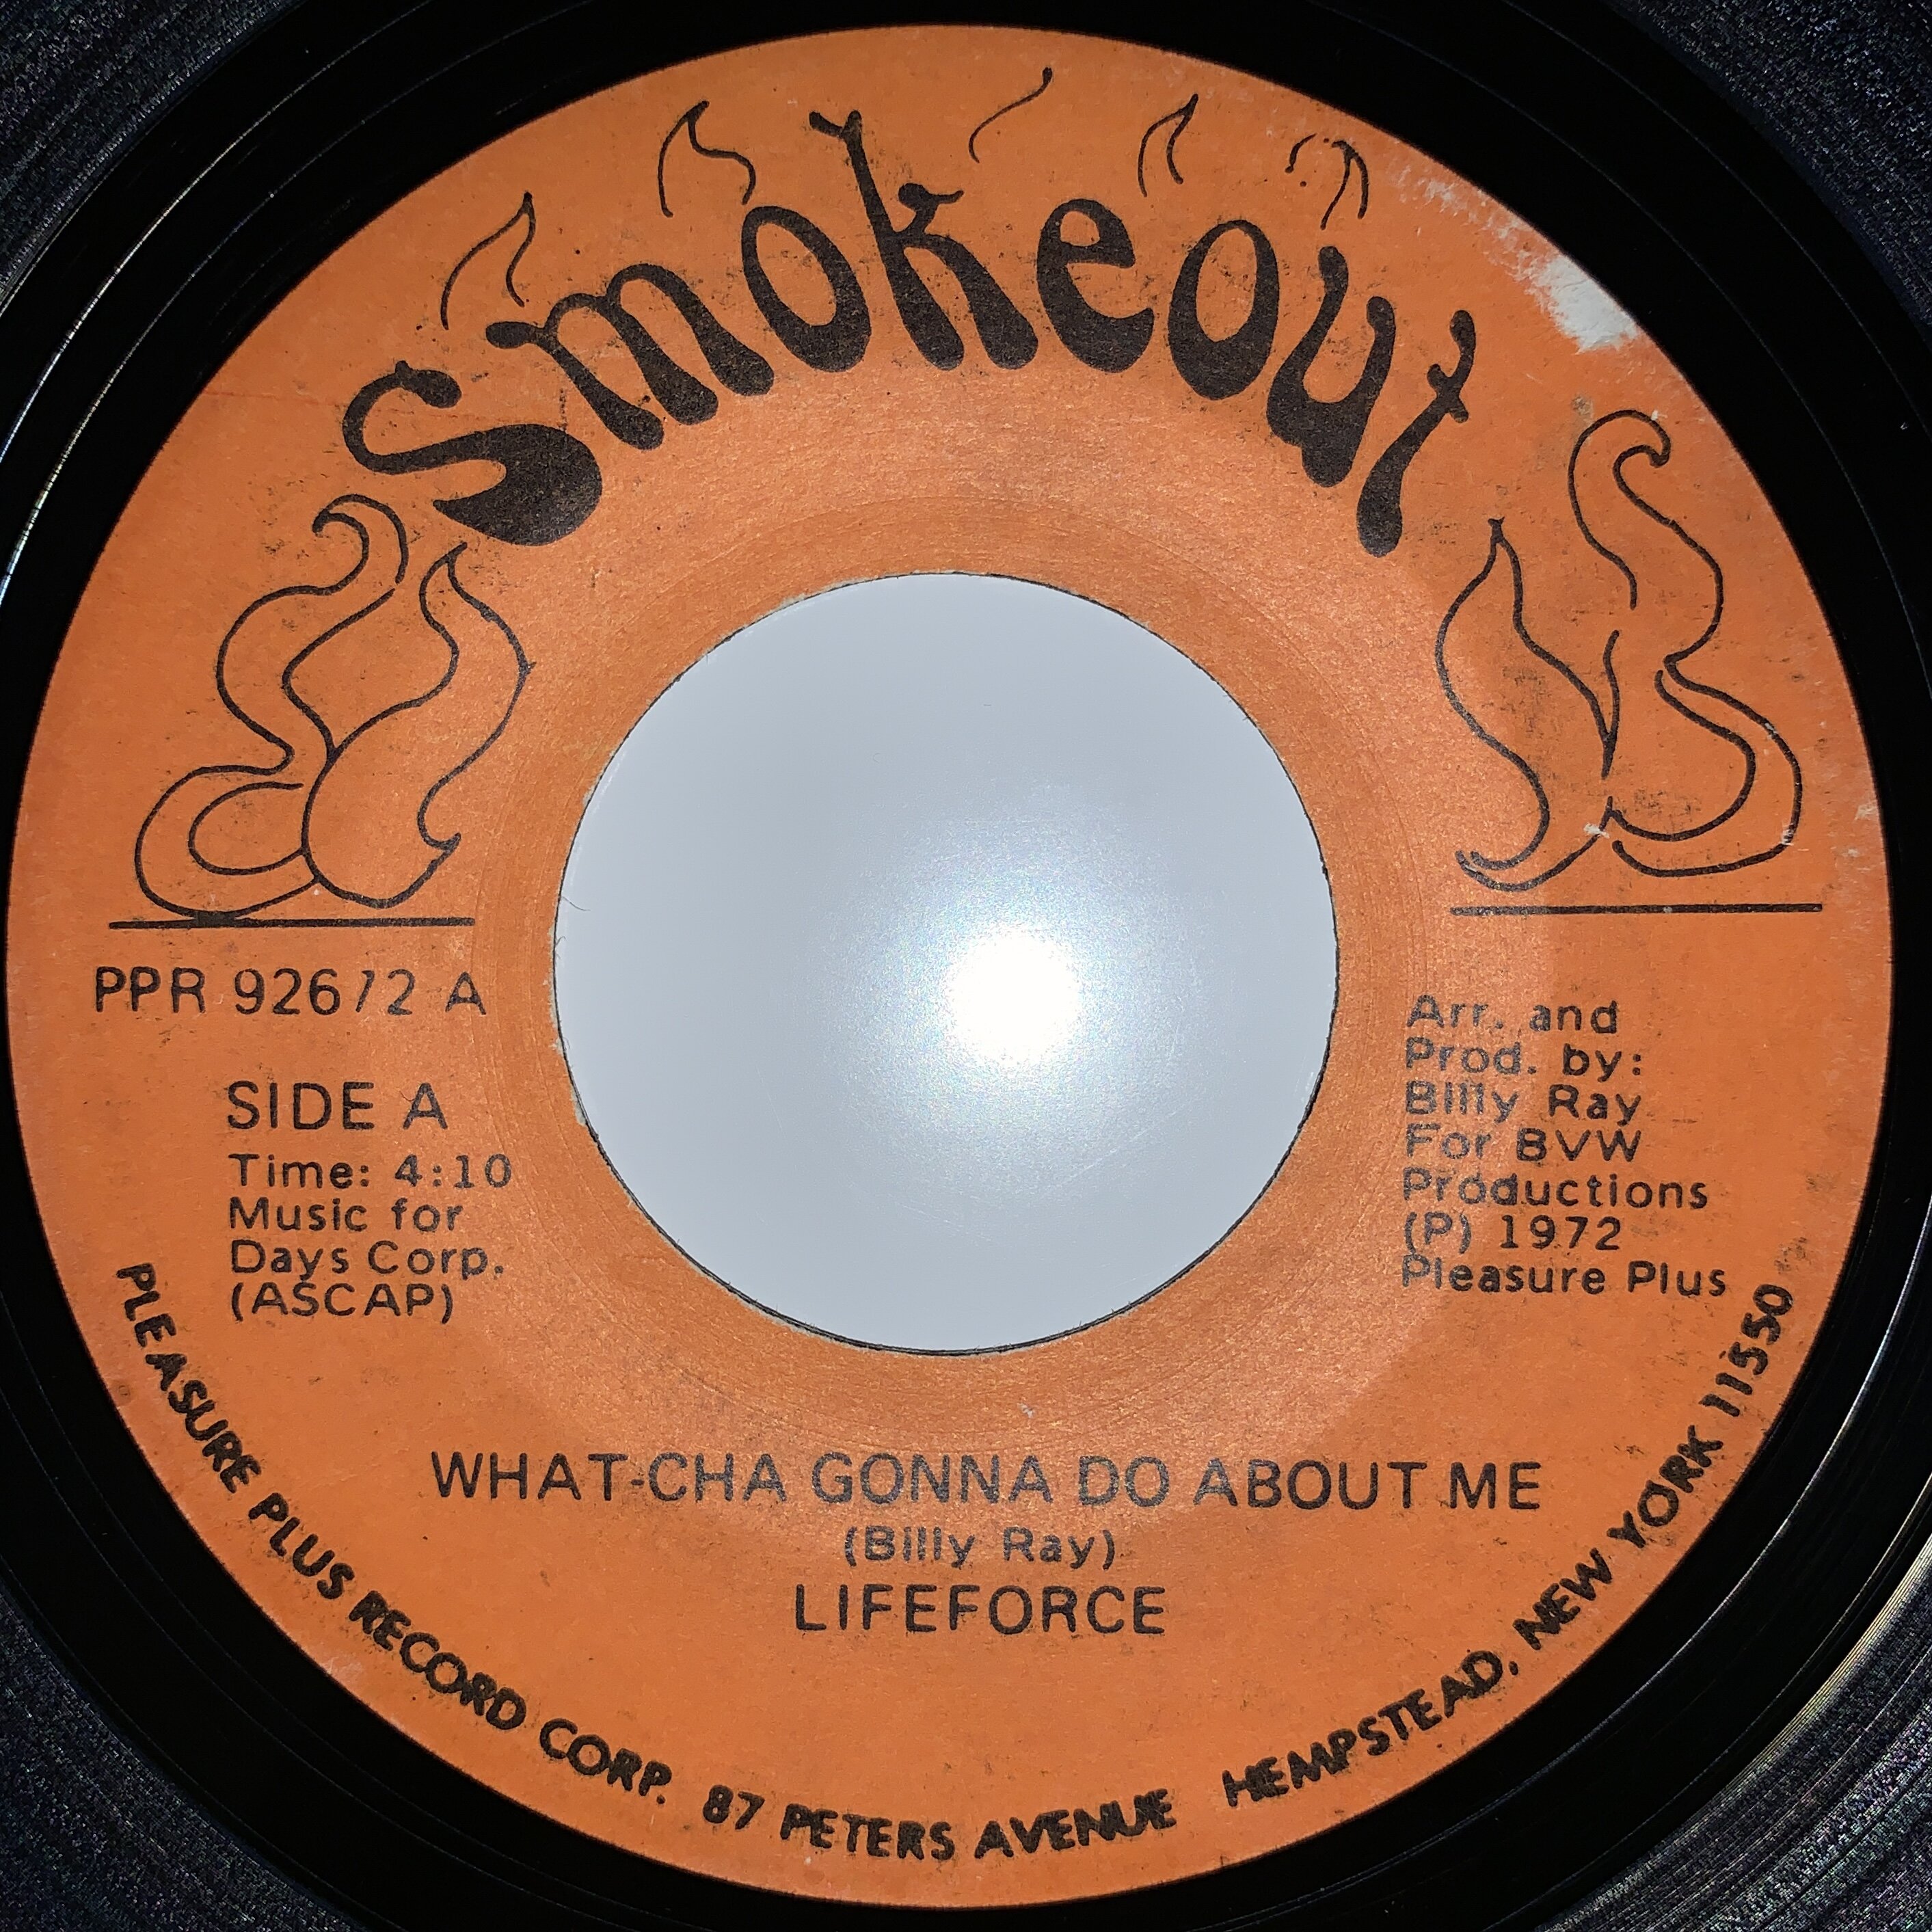 Smokeout
PPR 92672 A
SIDE A
Time: 4:10
Music for
Days Corp.
(ASCAP)
Arr. and
Prod. by:
Billy Ray
For BVW
Productions
(P) 1972
Pleasure Plus
WHAT-CHA GONNA DO ABOUT ME
(Billy Ray)
LIFEFORCE
PLEASURE PLUS RECORD CORP. 87 PETERS AVENUE HEMPSTEAD, NEW YORK 11550